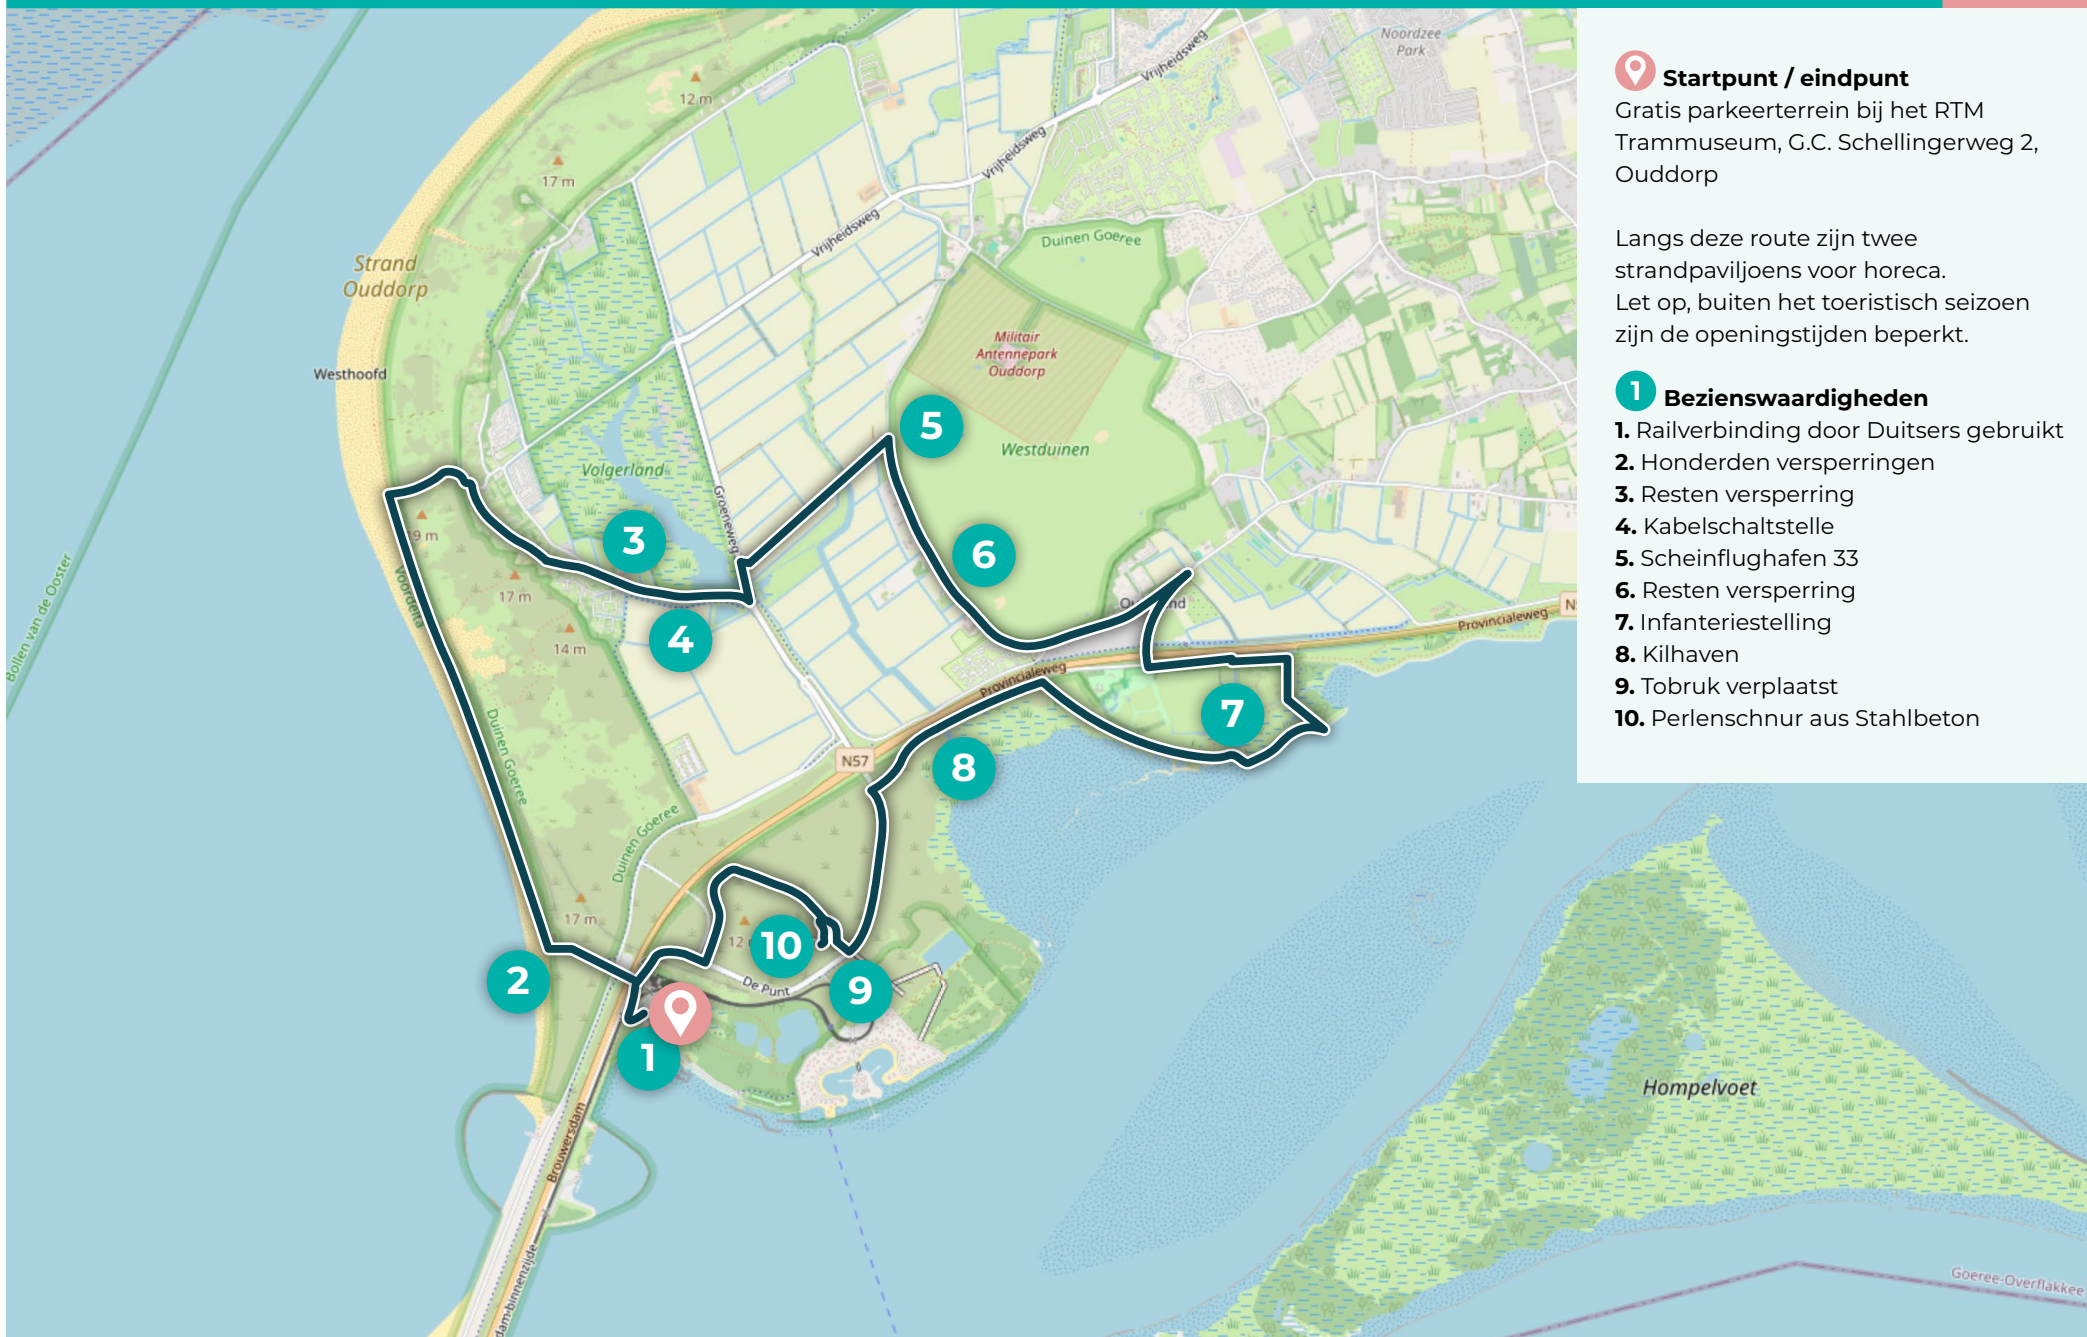 Noordzee
Park
Vrijheidsweg
12 m
Vrijheidsweg
17 m
Vrijheidsweg
Duinen Goeree
Strand
Ouddorp
Militair
Antennepark
Ouddorp
Westhoofd
5
Westduinen
Volgerland
Groeneweg
3
6
19 m
Voordelta
17 m
Bollen van de Ooster
4
14 m
Provincialeweg
Provincialeweg
7
Duinen Goeree
N57
8
Duinen Goeree
17 m
10
2
De Punt
9
1
Hompelvoet
Brouwersdam
Goeree-Overflakkee
Startpunt / eindpunt
Gratis parkeerterrein bij het RTM
Trammuseum, G.C. Schellingerweg 2,
Ouddorp
Langs deze route zijn twee
strandpaviljoens voor horeca.
Let op, buiten het toeristisch seizoen
zijn de openingstijden beperkt.
1 Bezienswaardigheden
1. Railverbinding door Duitsers gebruikt
2. Honderden versperringen
3. Resten versperring
4. Kabelschaltstelle
5. Scheinflughafen 33
6. Resten versperring
7. Infanteriestelling
8. Kilhaven
9. Tobruk verplaatst
10. Perlenschnur aus Stahlbeton